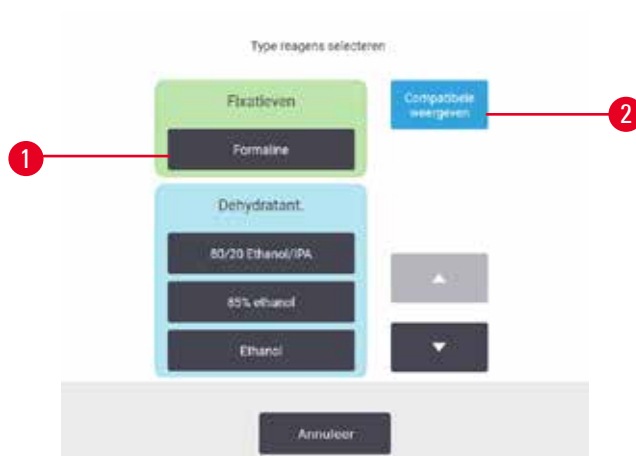 Type reagens selecteren
Fixatieven
Compatibele
weergeven
2
1
Formaline
Dehydratant.
80/20 Ethanol/IPA
85% ethanol
Ethanol
Annuleer